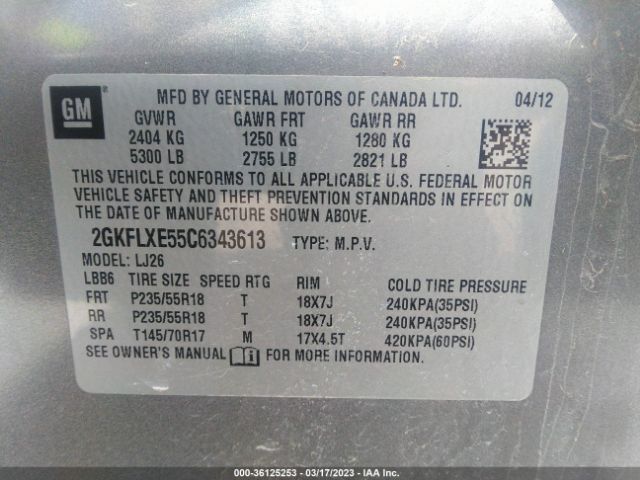 GM
MFD BY GENERAL MOTORS OF CANADA LTD. 04/12
GVWR GAWR FRT GAWR RR
2404 KG 1250 KG 1280 KG
5300 LB 2755 LB 2821 LB
THIS VEHICLE CONFORMS TO ALL APPLICABLE U.S. FEDERAL MOTOR
VEHICLE SAFETY AND THEFT PREVENTION STANDARDS IN EFFECT ON
THE DATE OF MANUFACTURE SHOWN ABOVE.
2GKFLXE55C6343613 TYPE: M.P.V.
MODEL: LJ26
LBB6 TIRE SIZE SPEED RTG RIM COLD TIRE PRESSURE
FRT P235/55R18 T 18X7J 240KPA(35PSI)
RR P235/55R18 T 18X7J 240KPA(35PSI)
SPA T145/70R17 M 17X4.5T 420KPA(60PSI)
SEE OWNER'S MANUAL FOR MORE INFORMATION.
000-36125253 - 03/17/2023 - IAA Inc.